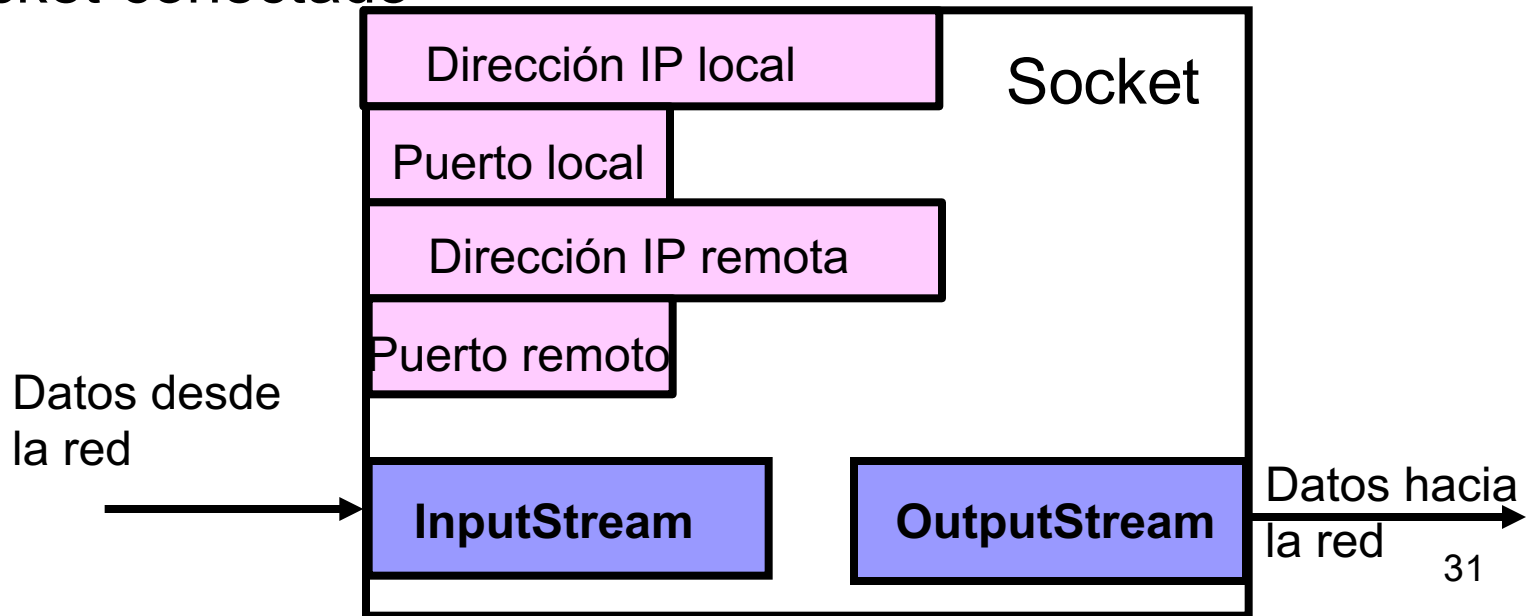 conectado
Dirección IP local
Socket
Puerto local
Dirección IP remota
Puerto remoto
Datos desde
la red
InputStream
OutputStream
Datos hacia
la red
31